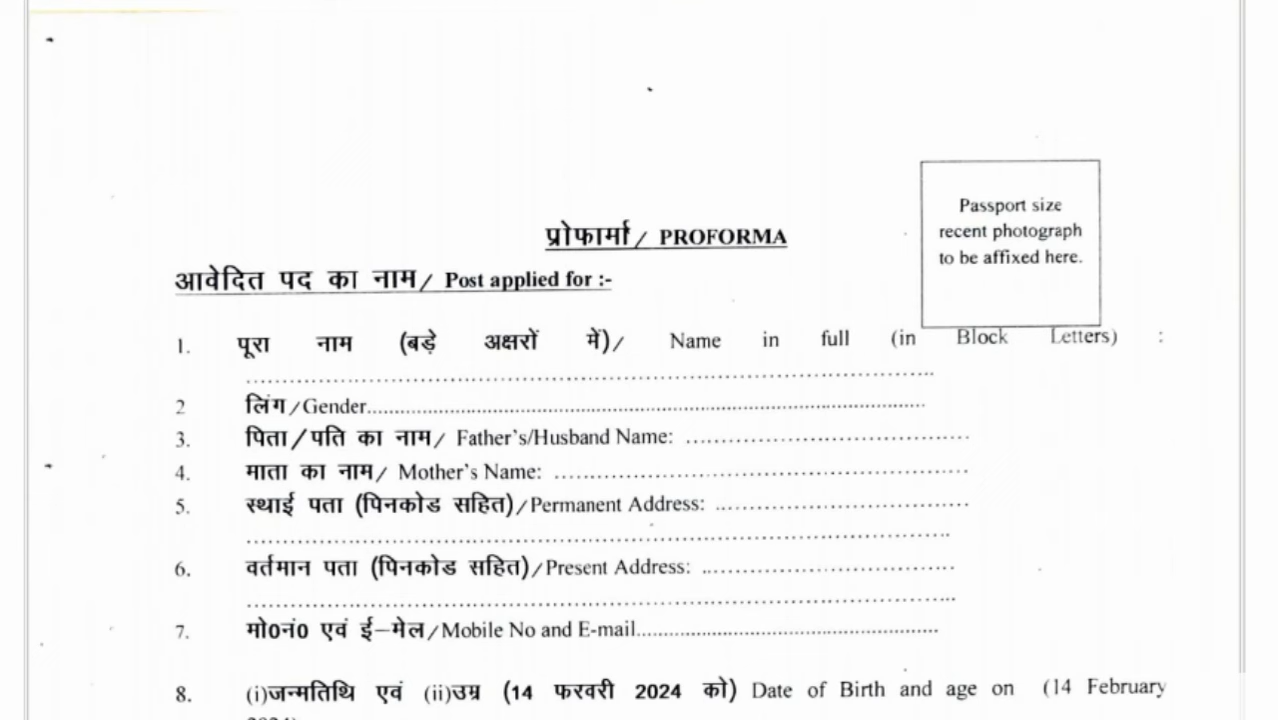 Passport size
recent photograph
to be affixed here.
प्रोफार्मा/ PROFORMA
आवेदित पद का नाम/ Post applied for :-
1. पूरा नाम (बड़े अक्षरों में)/ Name in full (in Block Letters) :
........................................................................
2 लिंग/Gender........................................................................
3. पिता/पति का नाम/ Father's/Husband Name: ........................................
4. माता का नाम/ Mother's Name: ............................................................
5. स्थाई पता (पिनकोड सहित)/Permanent Address: ....................................
........................................................................
6. वर्तमान पता (पिनकोड सहित)/Present Address: ....................................
........................................................................
7. मो0नं0 एवं ई–मेल/Mobile No and E-mail................................................
8. (i)जन्मतिथि एवं (ii)उम्र (14 फरवरी 2024 को) Date of Birth and age on (14 February
2024)